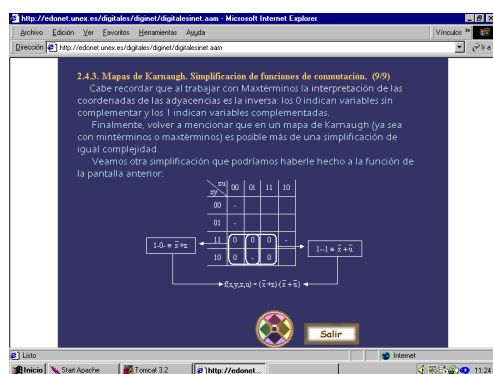 http://edonet.unex.es/digitales/diginet/digitalesinet.aam - Microsoft Internet Explorer
Archivo Edición Ver Favoritos Herramientas Ayuda
Vínculos »
Dirección http://edonet.unex.es/digitales/diginet/digitalesinet.aam
Ir a
2.4.3. Mapas de Karnaugh. Simplificación de funciones de conmutación. (9/9)
Cabe recordar que al trabajar con Maxtèrminos la interpretación de las
coordenadas de las adyacencias es la inversa: los 0 indican variables sin
complementar y los 1 indican variables complementadas.
Finalmente, volver a mencionar que en un mapa de Karnaugh (ya sea
con mintèrminos o maxtèrminos) es posible más de una simplificación de
igual complejidad.
Veamos otra simplificación que podríamos haberle hecho a la función de
la pantalla anterior:
zu 00 01 11 10
xy
00 -
01 -
11 0 0 0 -
10 0 - 0
1-0- ≡ x̅+z
1--1 ≡ x̅ + u̅
f(x,y,z,u) = (x̅ +z) (x̅ + u̅)
Salir
Listo
Internet
Inicio
Start Apache
Tomcat 3.2
http://edonet...
11:24